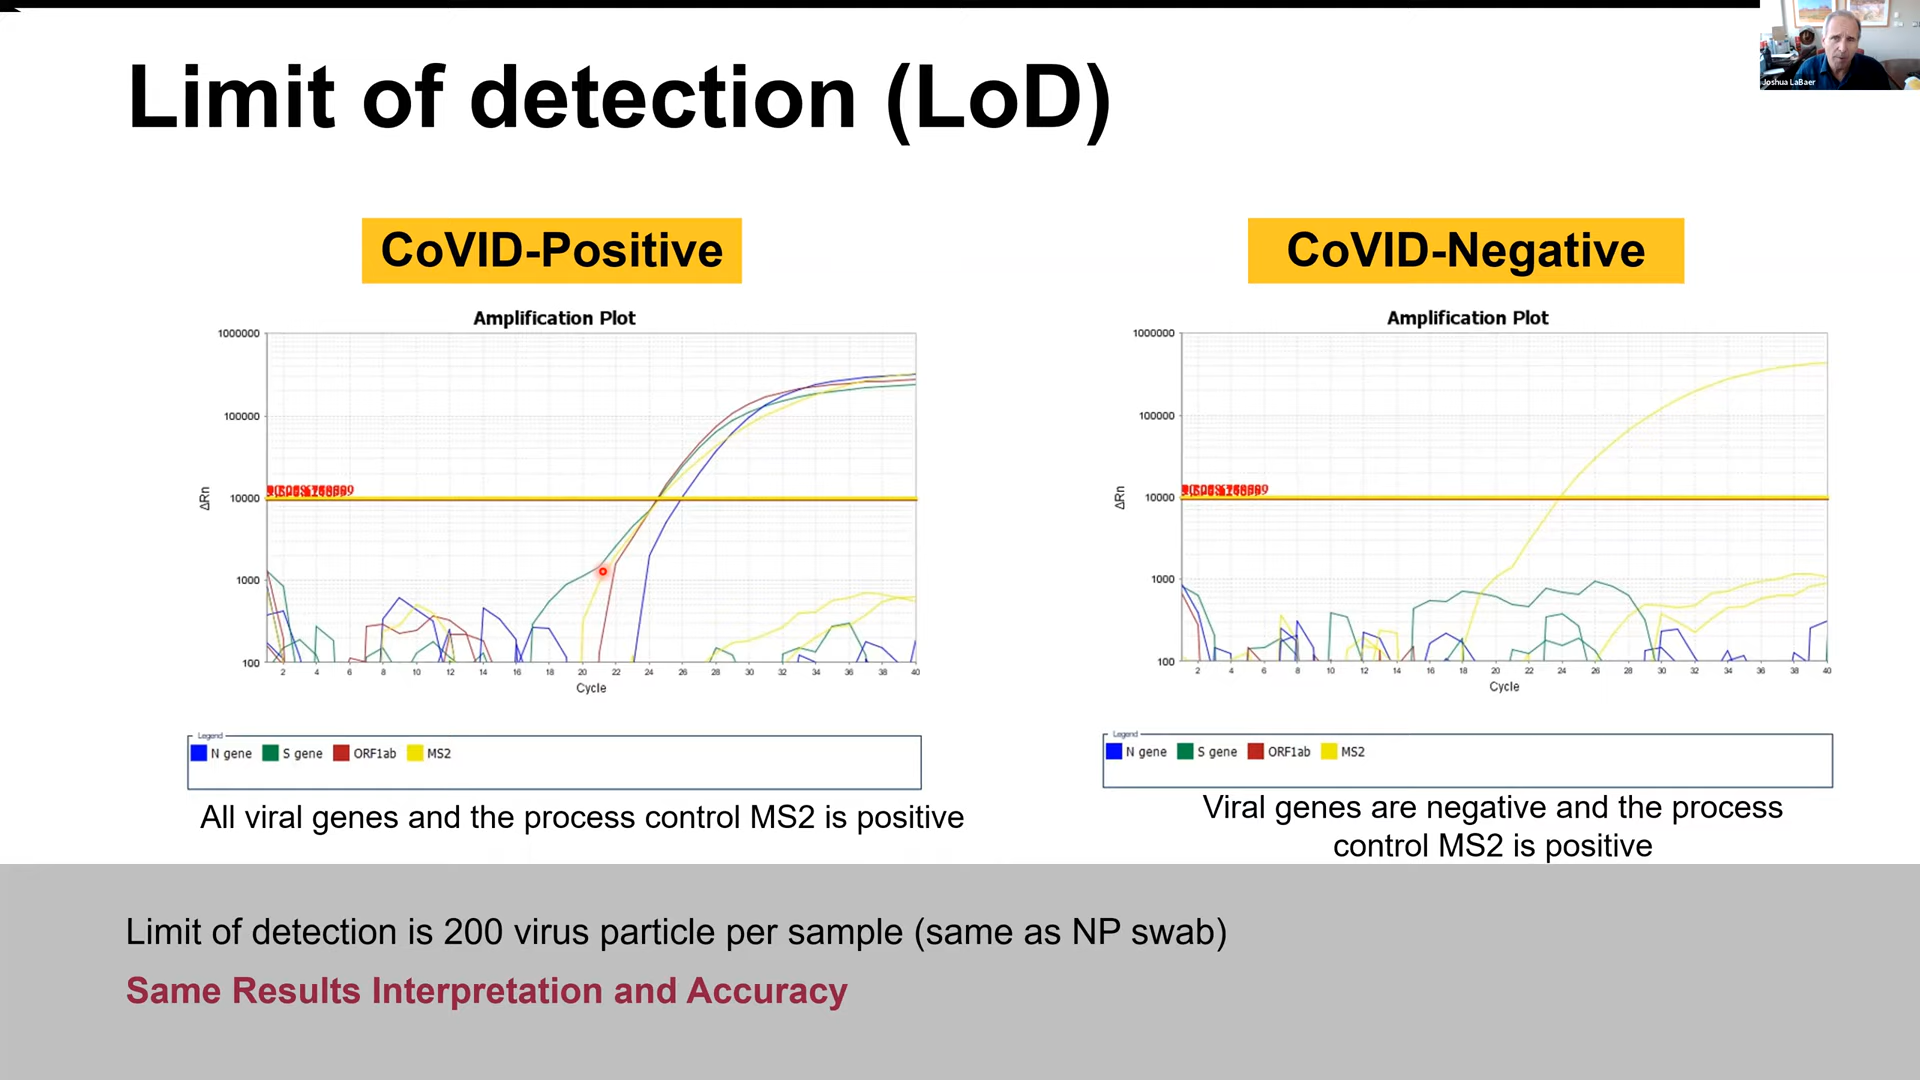 Joshua LaBaer
Limit of detection (LoD)
CoVID-Positive
CoVID-Negative
Amplification Plot
1000000
100000
10000
1000
100
ΔRn
2 4 6 8 10 12 14 16 18 20 22 24 26 28 30 32 34 36 38 40
Cycle
Legend
N gene S gene ORF1ab MS2
All viral genes and the process control MS2 is positive
Amplification Plot
1000000
100000
10000
1000
100
ΔRn
2 4 6 8 10 12 14 16 18 20 22 24 26 28 30 32 34 36 38 40
Cycle
Legend
N gene S gene ORF1ab MS2
Viral genes are negative and the process
control MS2 is positive
Limit of detection is 200 virus particle per sample (same as NP swab)
Same Results Interpretation and Accuracy